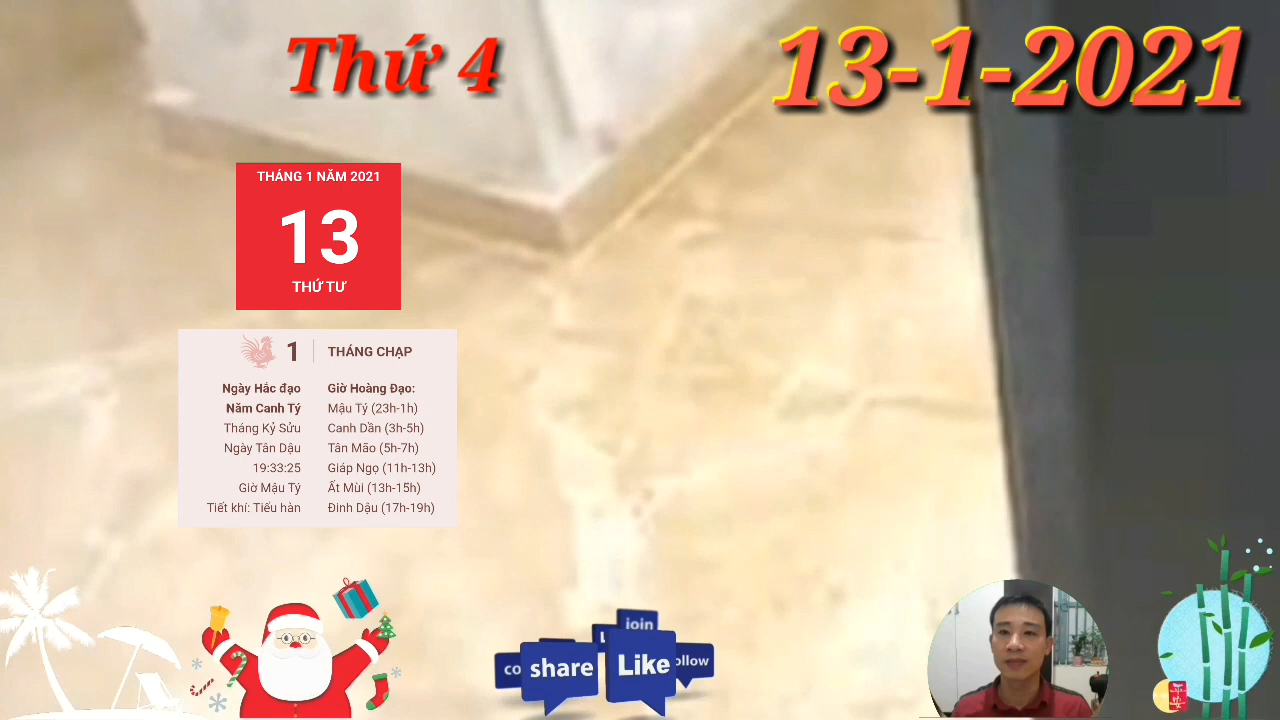 Thứ 4
13-1-2021
THÁNG 1 NĂM 2021
13
THỨ TƯ
1
THÁNG CHẠP
Ngày Hắc đạo
Năm Canh Tý
Tháng Kỷ Sửu
Ngày Tân Dậu
19:33:25
Giờ Mậu Tý
Tiết khí: Tiểu hàn
Giờ Hoàng Đạo:
Mậu Tý (23h-1h)
Canh Dần (3h-5h)
Tân Mão (5h-7h)
Giáp Ngọ (11h-13h)
Ất Mùi (13h-15h)
Đinh Dậu (17h-19h)
join
co
share
L
Like
ollow